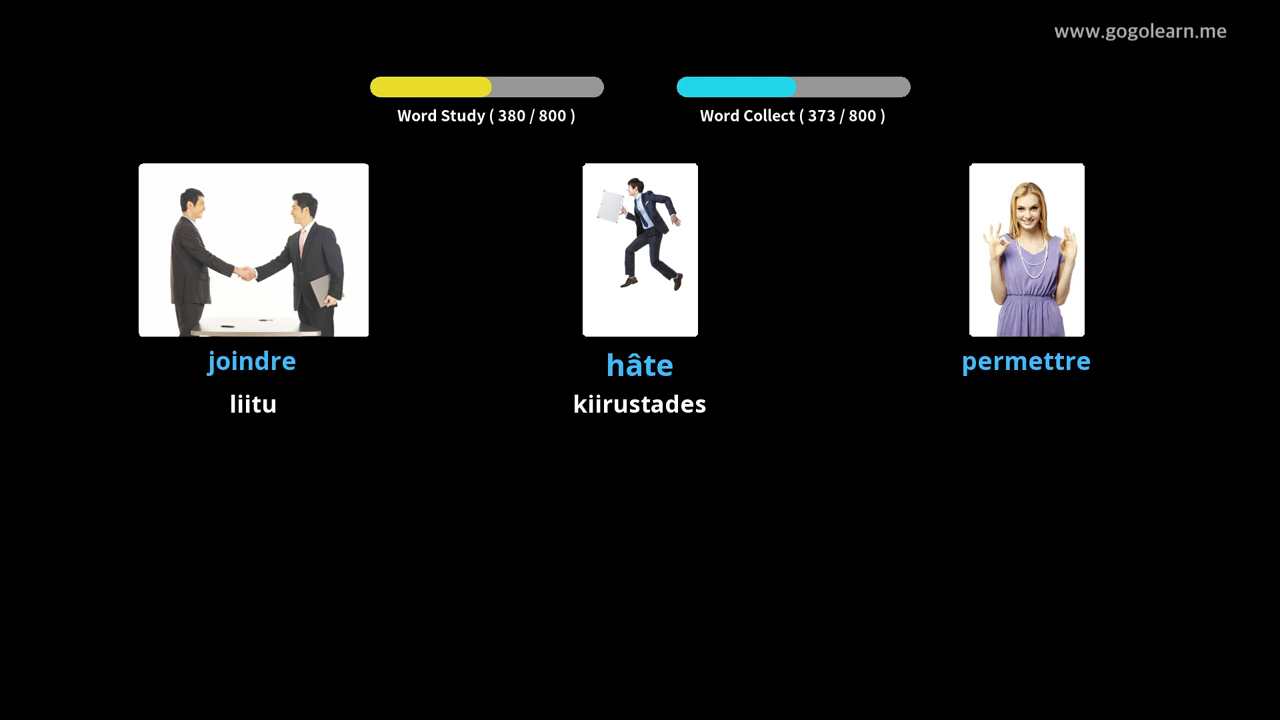 www.gogolearn.me
Word Study ( 380 / 800 )
Word Collect ( 373 / 800 )
joindre
hâte
permettre
liitu
kiirustades